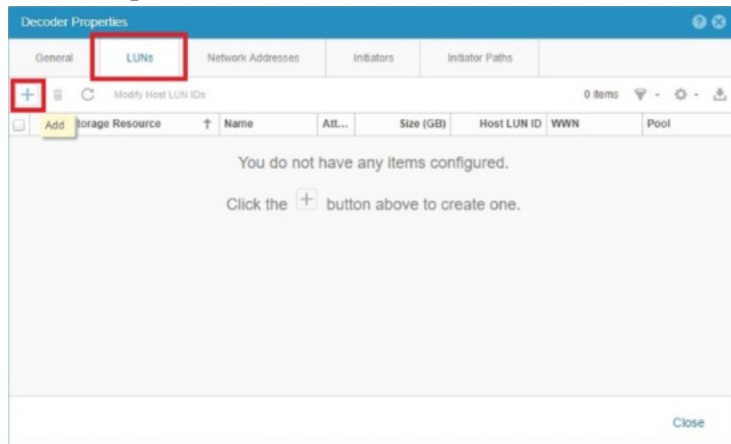 Decoder Properties
General LUNs Network Addresses Initiators Initiator Paths
Modify Host LUN IDs 0 items
Add torage Resource Name Att... Size (GB) Host LUN ID WWN Pool
You do not have any items configured.
Click the + button above to create one.
Close